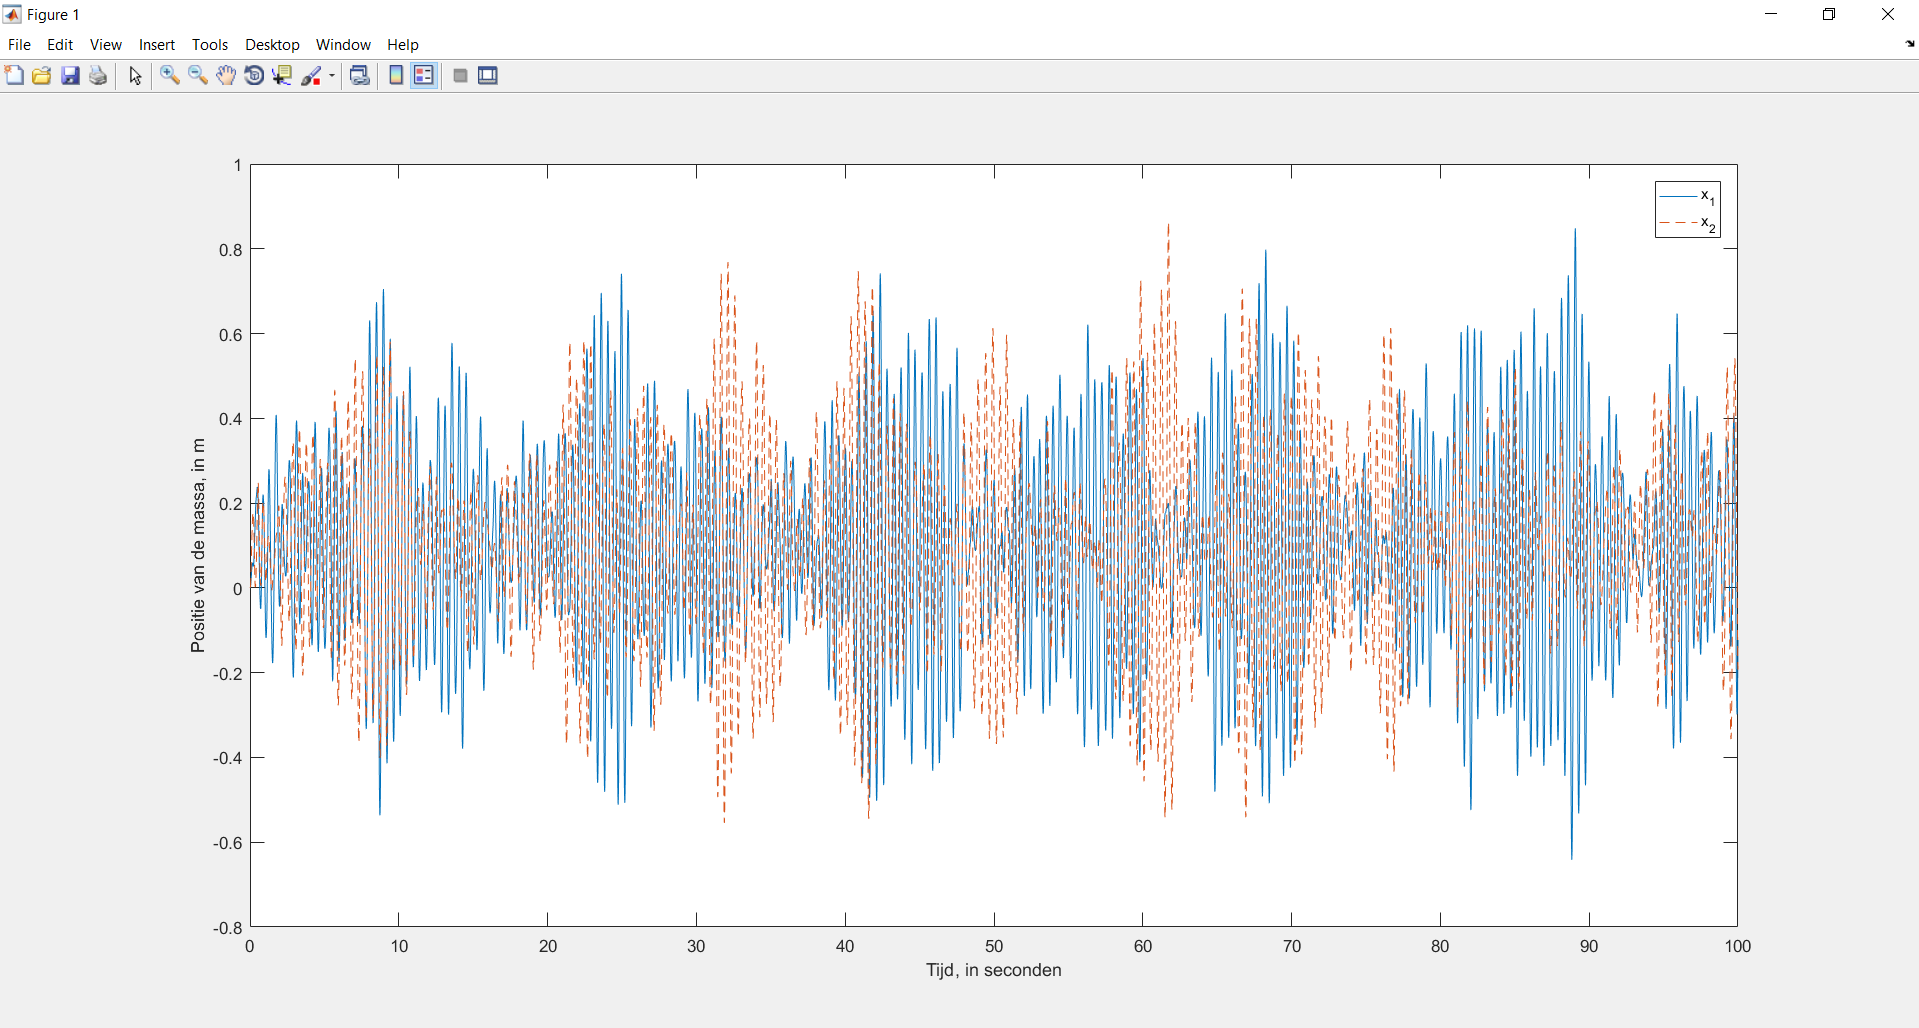 Figure 1
File Edit View Insert Tools Desktop Window Help
1
0.8
0.6
0.4
0.2
0
-0.2
-0.4
-0.6
-0.8
Positie van de massa, in m
x1
x2
0 10 20 30 40 50 60 70 80 90 100
Tijd, in seconden